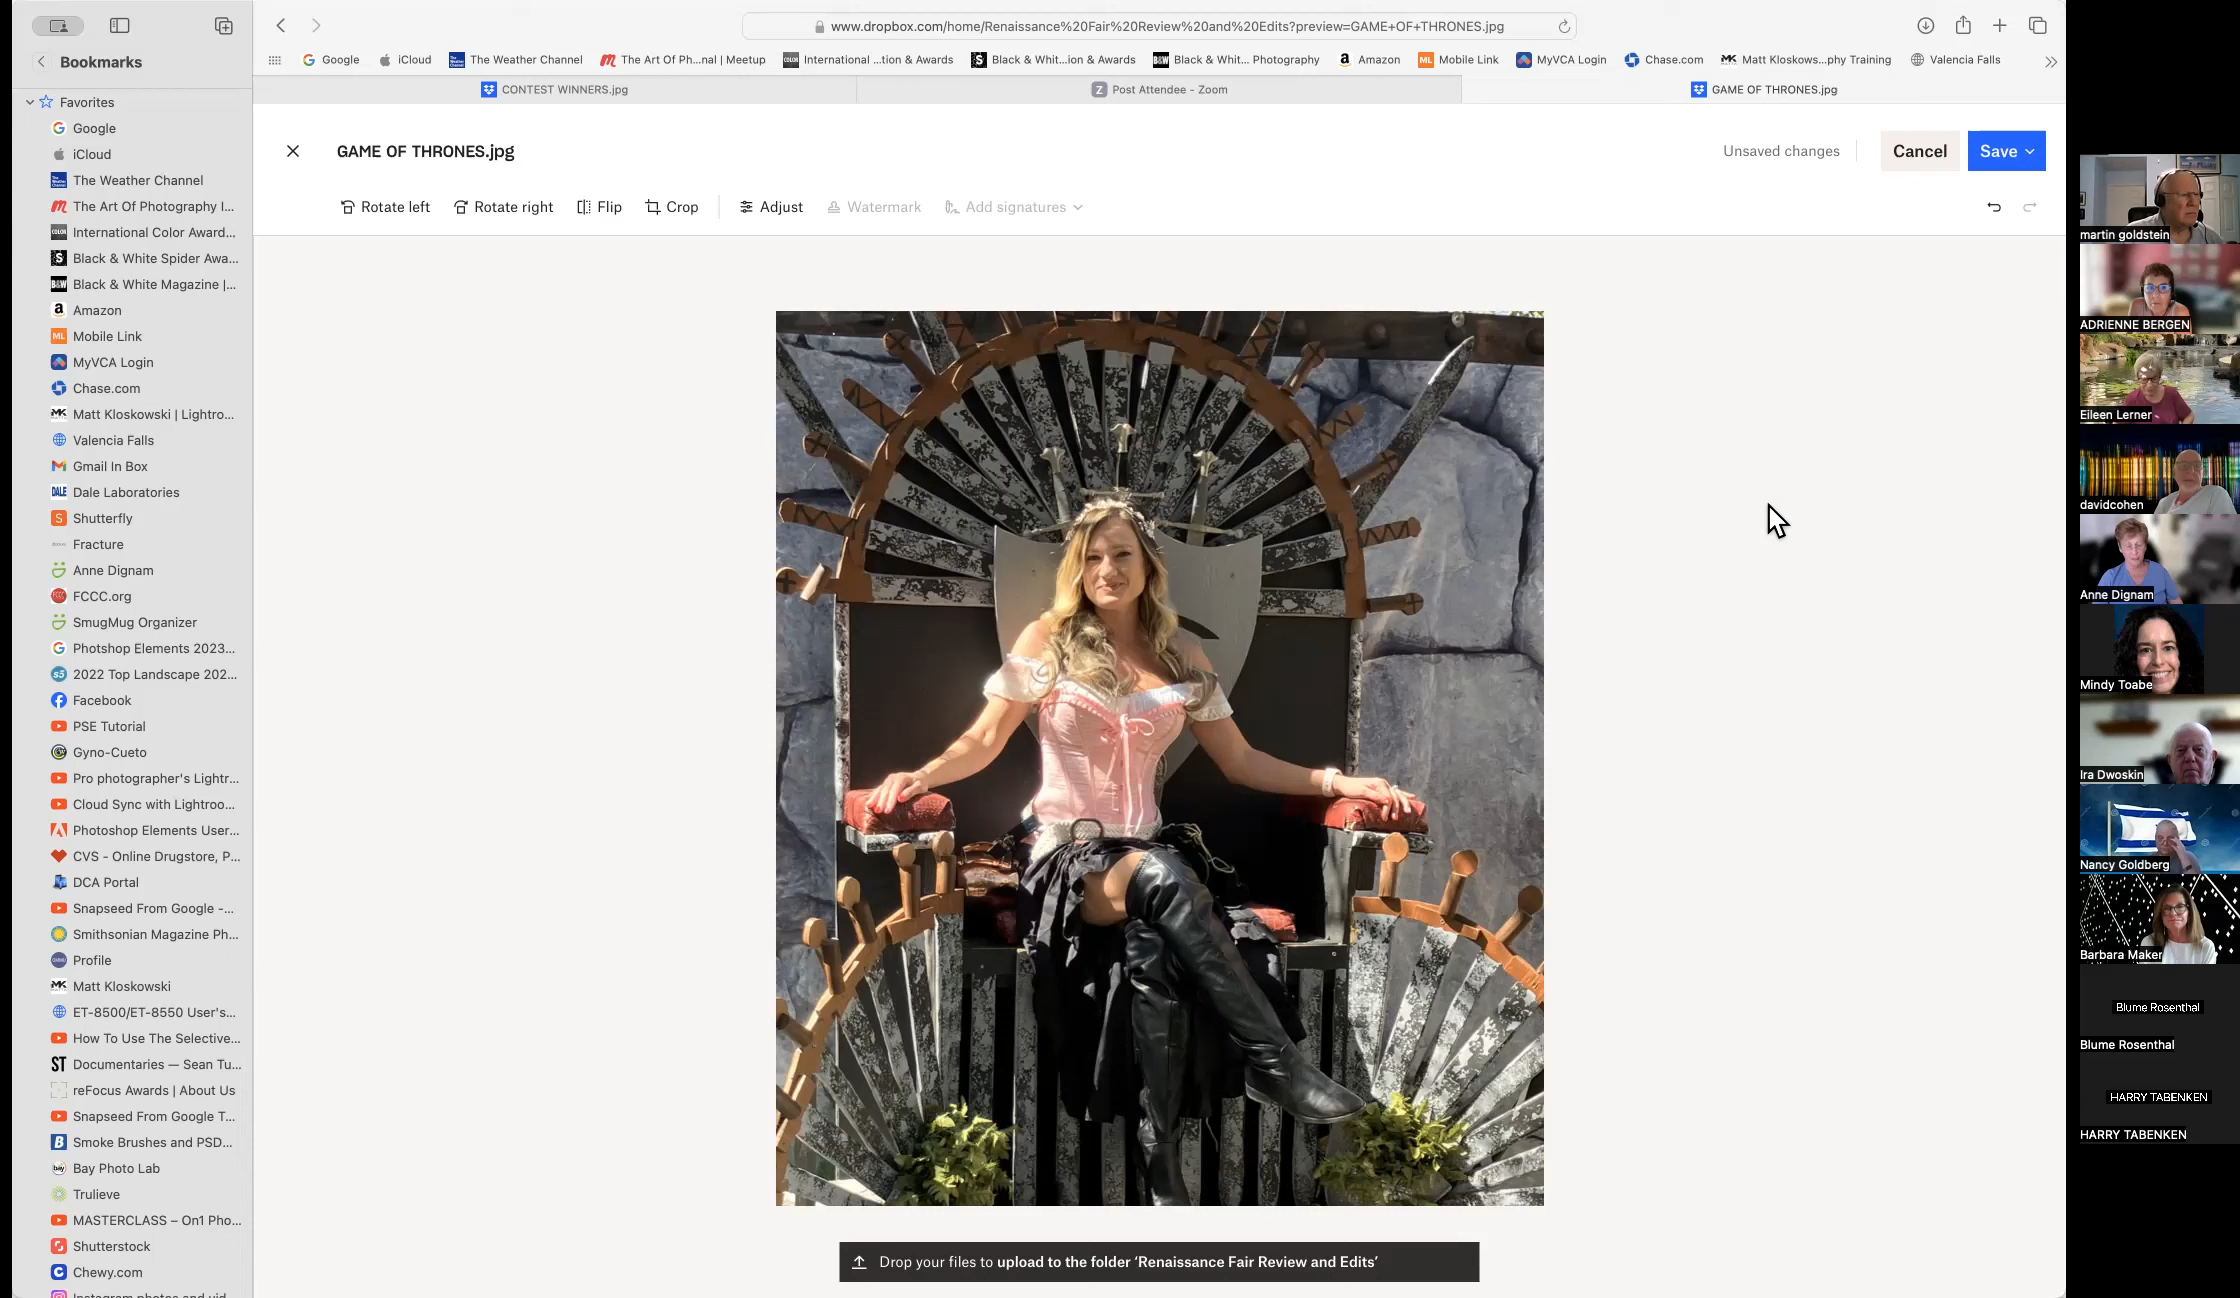 www.dropbox.com/home/Renaissance%20Fair%20Review%20and%20Edits?preview=GAME+OF+THRONES.jpg
Bookmarks
Google
iCloud
The Weather Channel
The Art Of Ph...nal | Meetup
International ...tion & Awards
Black & Whit...ion & Awards
Black & Whit... Photography
Amazon
Mobile Link
MyVCA Login
Chase.com
Matt Kloskows...phy Training
Valencia Falls
CONTEST WINNERS.jpg
Post Attendee - Zoom
GAME OF THRONES.jpg
Favorites
Google
iCloud
The Weather Channel
The Art Of Photography I...
International Color Award...
Black & White Spider Awa...
Black & White Magazine |...
Amazon
Mobile Link
MyVCA Login
Chase.com
Matt Kloskowski | Lightro...
Valencia Falls
Gmail In Box
Dale Laboratories
Shutterfly
Fracture
Anne Dignam
FCCC.org
SmugMug Organizer
Photshop Elements 2023...
2022 Top Landscape 202...
Facebook
PSE Tutorial
Gyno-Cueto
Pro photographer's Lightr...
Cloud Sync with Lightroo...
Photoshop Elements User...
CVS - Online Drugstore, P...
DCA Portal
Snapseed From Google -...
Smithsonian Magazine Ph...
Profile
Matt Kloskowski
ET-8500/ET-8550 User's...
How To Use The Selective...
Documentaries — Sean Tu...
reFocus Awards | About Us
Snapseed From Google T...
Smoke Brushes and PSD...
Bay Photo Lab
Trulieve
MASTERCLASS – On1 Pho...
Shutterstock
Chewy.com
GAME OF THRONES.jpg
Unsaved changes
Cancel
Save
Rotate left
Rotate right
Flip
Crop
Adjust
Watermark
Add signatures
Drop your files to upload to the folder ‘Renaissance Fair Review and Edits’
martin goldstein
ADRIENNE BERGEN
Eileen Lerner
davidcohen
Anne Dignam
Mindy Toabe
Ira Dwoskin
Nancy Goldberg
Barbara Maker
Blume Rosenthal
Blume Rosenthal
HARRY TABENKEN
HARRY TABENKEN